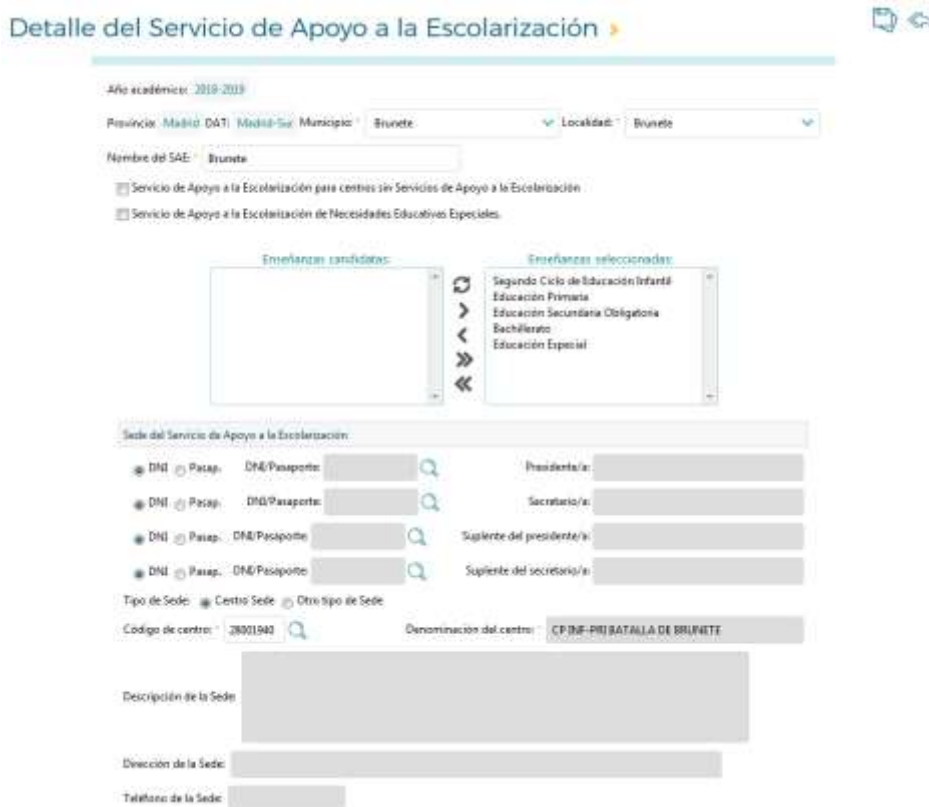 Detalle del Servicio de Apoyo a la Escolarización
Año académico: 2018-2019
Provincia: Madrid DAT: Madrid-Sur Municipio: * Brunete Localidad: * Brunete
Nombre del SAE: * Brunete
Servicio de Apoyo a la Escolarización para centros sin Servicios de Apoyo a la Escolarización
Servicio de Apoyo a la Escolarización de Necesidades Educativas Especiales.
Enseñanzas candidatas: Enseñanzas seleccionadas:
Segundo Ciclo de Educación Infantil
Educación Primaria
Educación Secundaria Obligatoria
Bachillerato
Educación Especial
Sede del Servicio de Apoyo a la Escolarización
DNI Pasap. DNI/Pasaporte: Presidente/a:
DNI Pasap. DNI/Pasaporte: Secretario/a:
DNI Pasap. DNI/Pasaporte: Suplente del presidente/a:
DNI Pasap. DNI/Pasaporte: Suplente del secretario/a:
Tipo de Sede: Centro Sede Otro tipo de Sede
Código de centro: * 28001940 Denominación del centro: * CP INF-PRI BATALLA DE BRUNETE
Descripción de la Sede:
Dirección de la Sede:
Teléfono de la Sede: